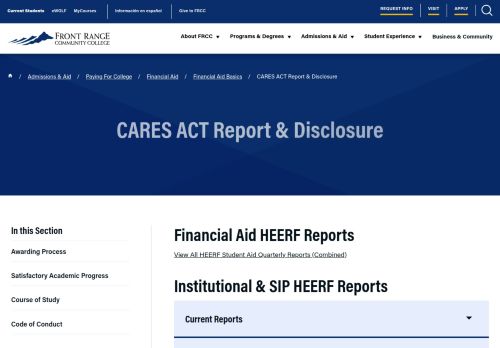 Current Students eWOLF MyCourses Información en español Give to FRCC REQUEST INFO VISIT APPLY
FRONT RANGE
COMMUNITY COLLEGE
About FRCC Programs & Degrees Admissions & Aid Student Experience Business & Community
/ Admissions & Aid / Paying For College / Financial Aid / Financial Aid Basics / CARES ACT Report & Disclosure
CARES ACT Report & Disclosure
In this Section
Awarding Process
Satisfactory Academic Progress
Course of Study
Code of Conduct
Financial Aid HEERF Reports
View All HEERF Student Aid Quarterly Reports (Combined)
Institutional & SIP HEERF Reports
Current Reports